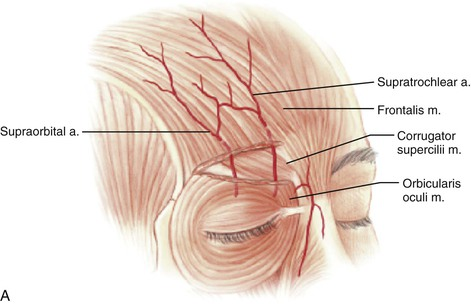 Supratrochlear a.
Frontalis m.
Supraorbital a.
Corrugator
supercilii m.
Orbicularis
oculi m.
A